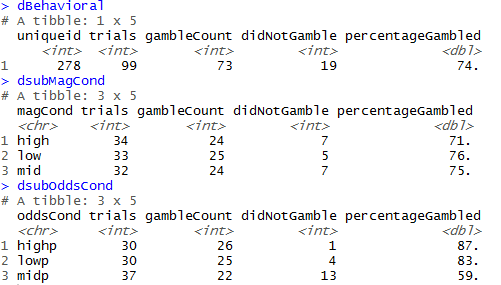 > dBehavioral
# A tibble: 1 x 5
uniqueid trials gambleCount didNotGamble percentageGambled
<int> <int> <int> <int> <dbl>
1 278 99 73 19 74.
> dsubMagCond
# A tibble: 3 x 5
magCond trials gambleCount didNotGamble percentageGambled
<chr> <int> <int> <int> <dbl>
1 high 34 24 7 71.
2 low 33 25 5 76.
3 mid 32 24 7 75.
> dsubOddsCond
# A tibble: 3 x 5
oddsCond trials gambleCount didNotGamble percentageGambled
<chr> <int> <int> <int> <dbl>
1 highp 30 26 1 87.
2 lowp 30 25 4 83.
3 midp 37 22 13 59.